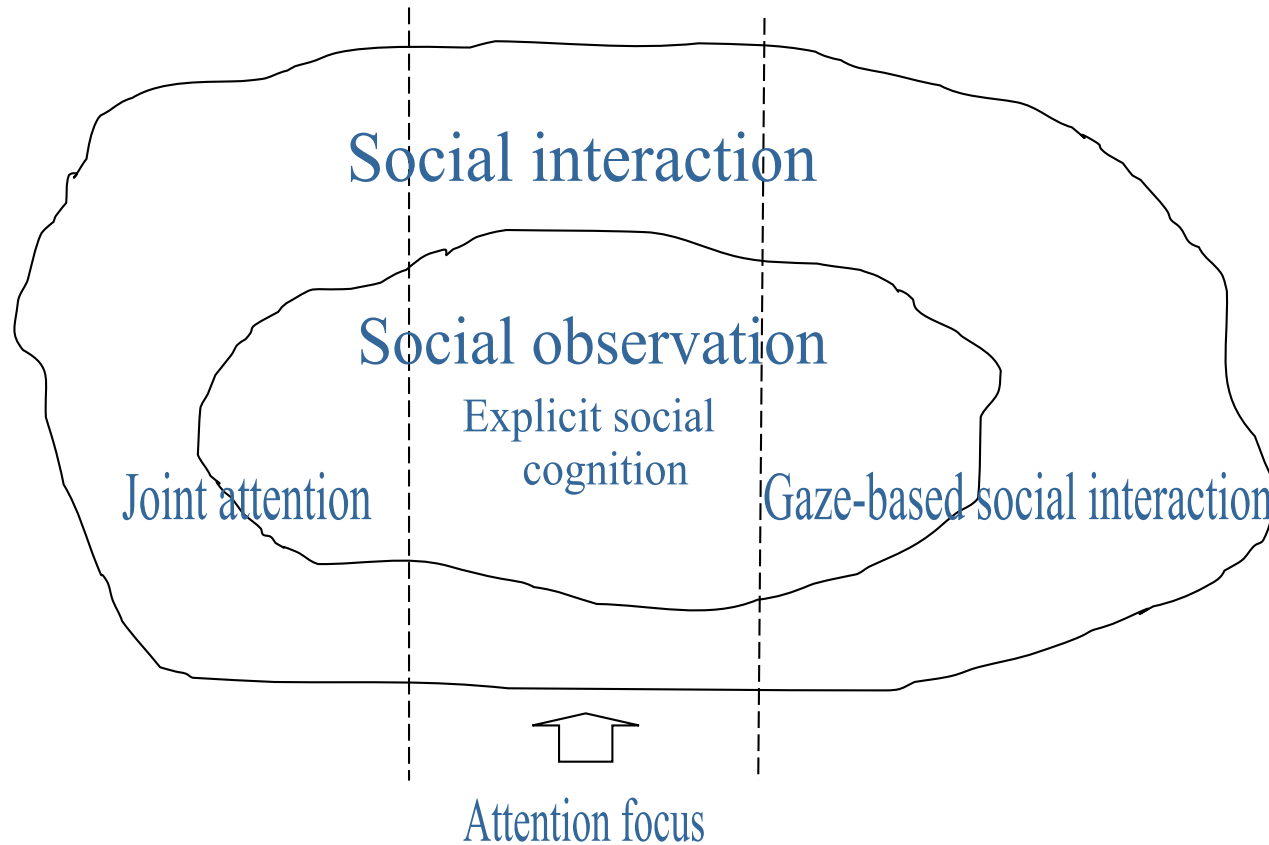 Social interaction
Social observation
Explicit social
cognition
Joint attention
Gaze-based social interaction
Attention focus